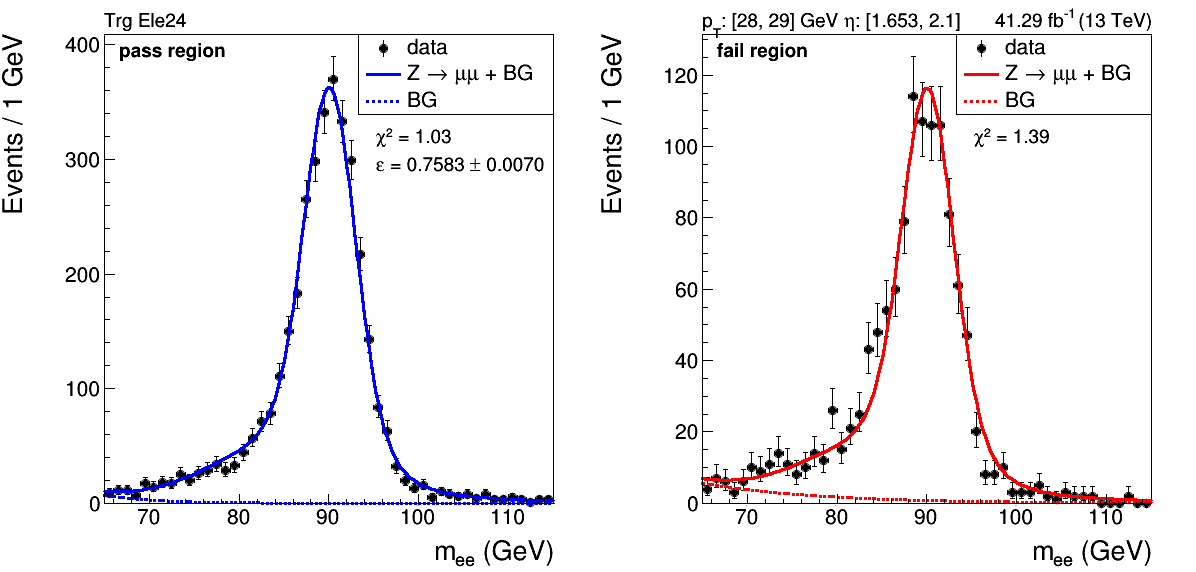 Trg Ele24
pass region
data
Z → μμ + BG
BG
χ² = 1.03
ε = 0.7583 ± 0.0070
Events / 1 GeV
400
300
200
100
0
70 80 90 100 110
m_ee (GeV)
p_T: [28, 29] GeV η: [1.653, 2.1] 41.29 fb⁻¹ (13 TeV)
fail region
data
Z → μμ + BG
BG
χ² = 1.39
Events / 1 GeV
120
100
80
60
40
20
0
70 80 90 100 110
m_ee (GeV)